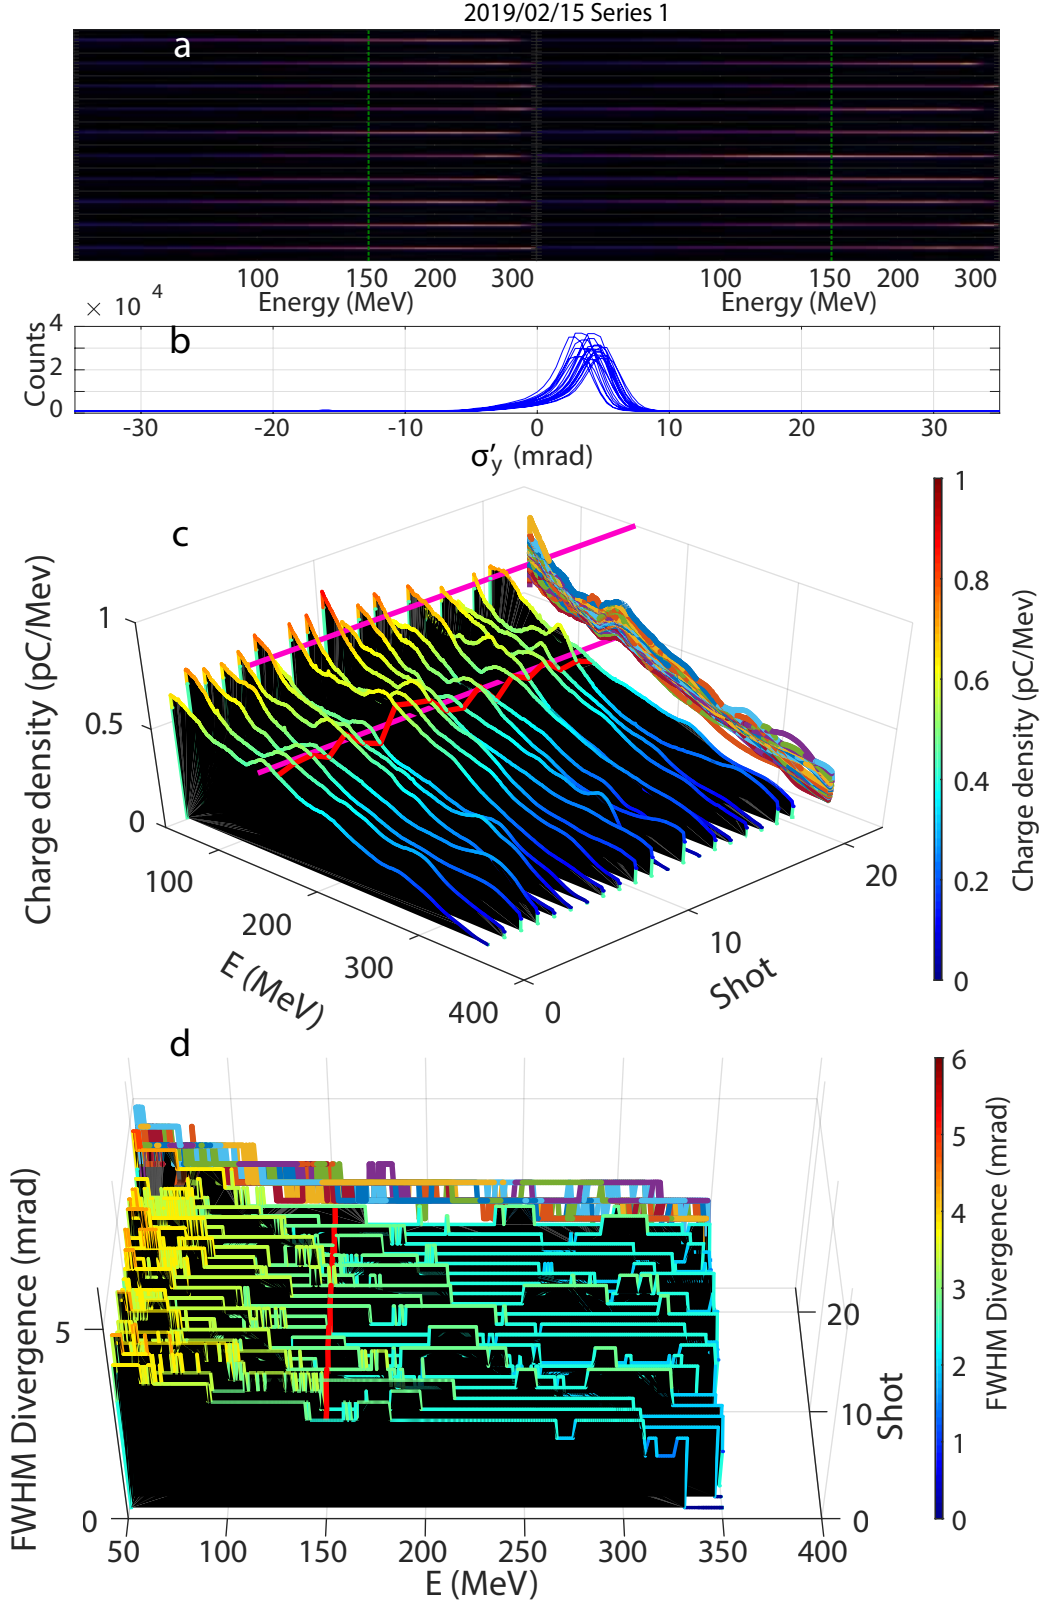 2019/02/15 Series 1
a
100 150 200 300 100 150 200 300
Energy (MeV) Energy (MeV)
× 10 4
b
Counts
4
2
0
-30 -20 -10 0 10 20 30
σ′y (mrad)
c
Charge density (pC/Mev)
1
0.5
0
100
200
300
400
E (MeV)
0
10
20
Shot
1
0.8
0.6
0.4
0.2
0
Charge density (pC/Mev)
d
FWHM Divergence (mrad)
5
0
50 100 150 200 250 300 350 400
E (MeV)
20
10
0
Shot
6
5
4
3
2
1
0
FWHM Divergence (mrad)